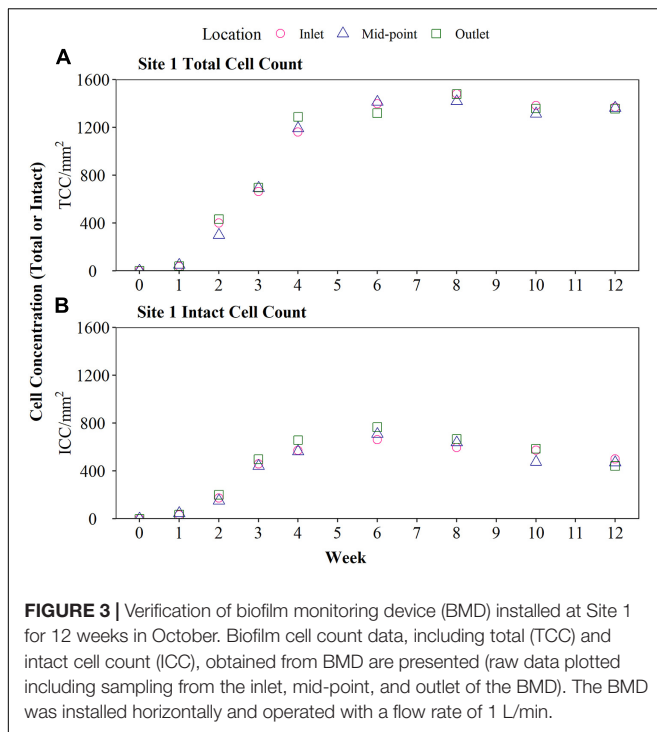 Location Inlet Mid-point Outlet
A Site 1 Total Cell Count
1600
1200
800
400
0
TCC/mm²
0 1 2 3 4 5 6 7 8 9 10 11 12
Cell Concentration (Total or Intact)
B Site 1 Intact Cell Count
1600
1200
800
400
0
ICC/mm²
0 1 2 3 4 5 6 7 8 9 10 11 12
Week
FIGURE 3 | Verification of biofilm monitoring device (BMD) installed at Site 1
for 12 weeks in October. Biofilm cell count data, including total (TCC) and
intact cell count (ICC), obtained from BMD are presented (raw data plotted
including sampling from the inlet, mid-point, and outlet of the BMD). The BMD
was installed horizontally and operated with a flow rate of 1 L/min.